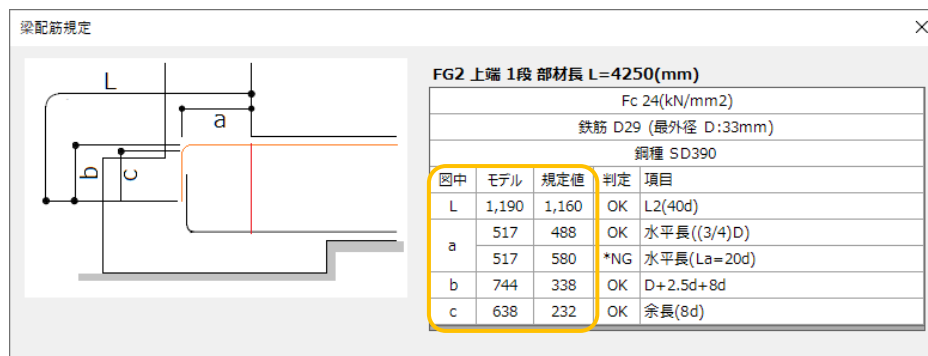 梁配筋規定
FG2 上端 1段 部材長 L=4250(mm)
Fc 24(kN/mm2)
鉄筋 D29 (最外径 D:33mm)
鋼種 SD390
図中 モデル 規定値 判定 項目
L 1,190 1,160 OK L2(40d)
a 517 488 OK 水平長((3/4)D)
517 580 *NG 水平長(La=20d)
b 744 338 OK D+2.5d+8d
c 638 232 OK 余長(8d)
L
a
b
c